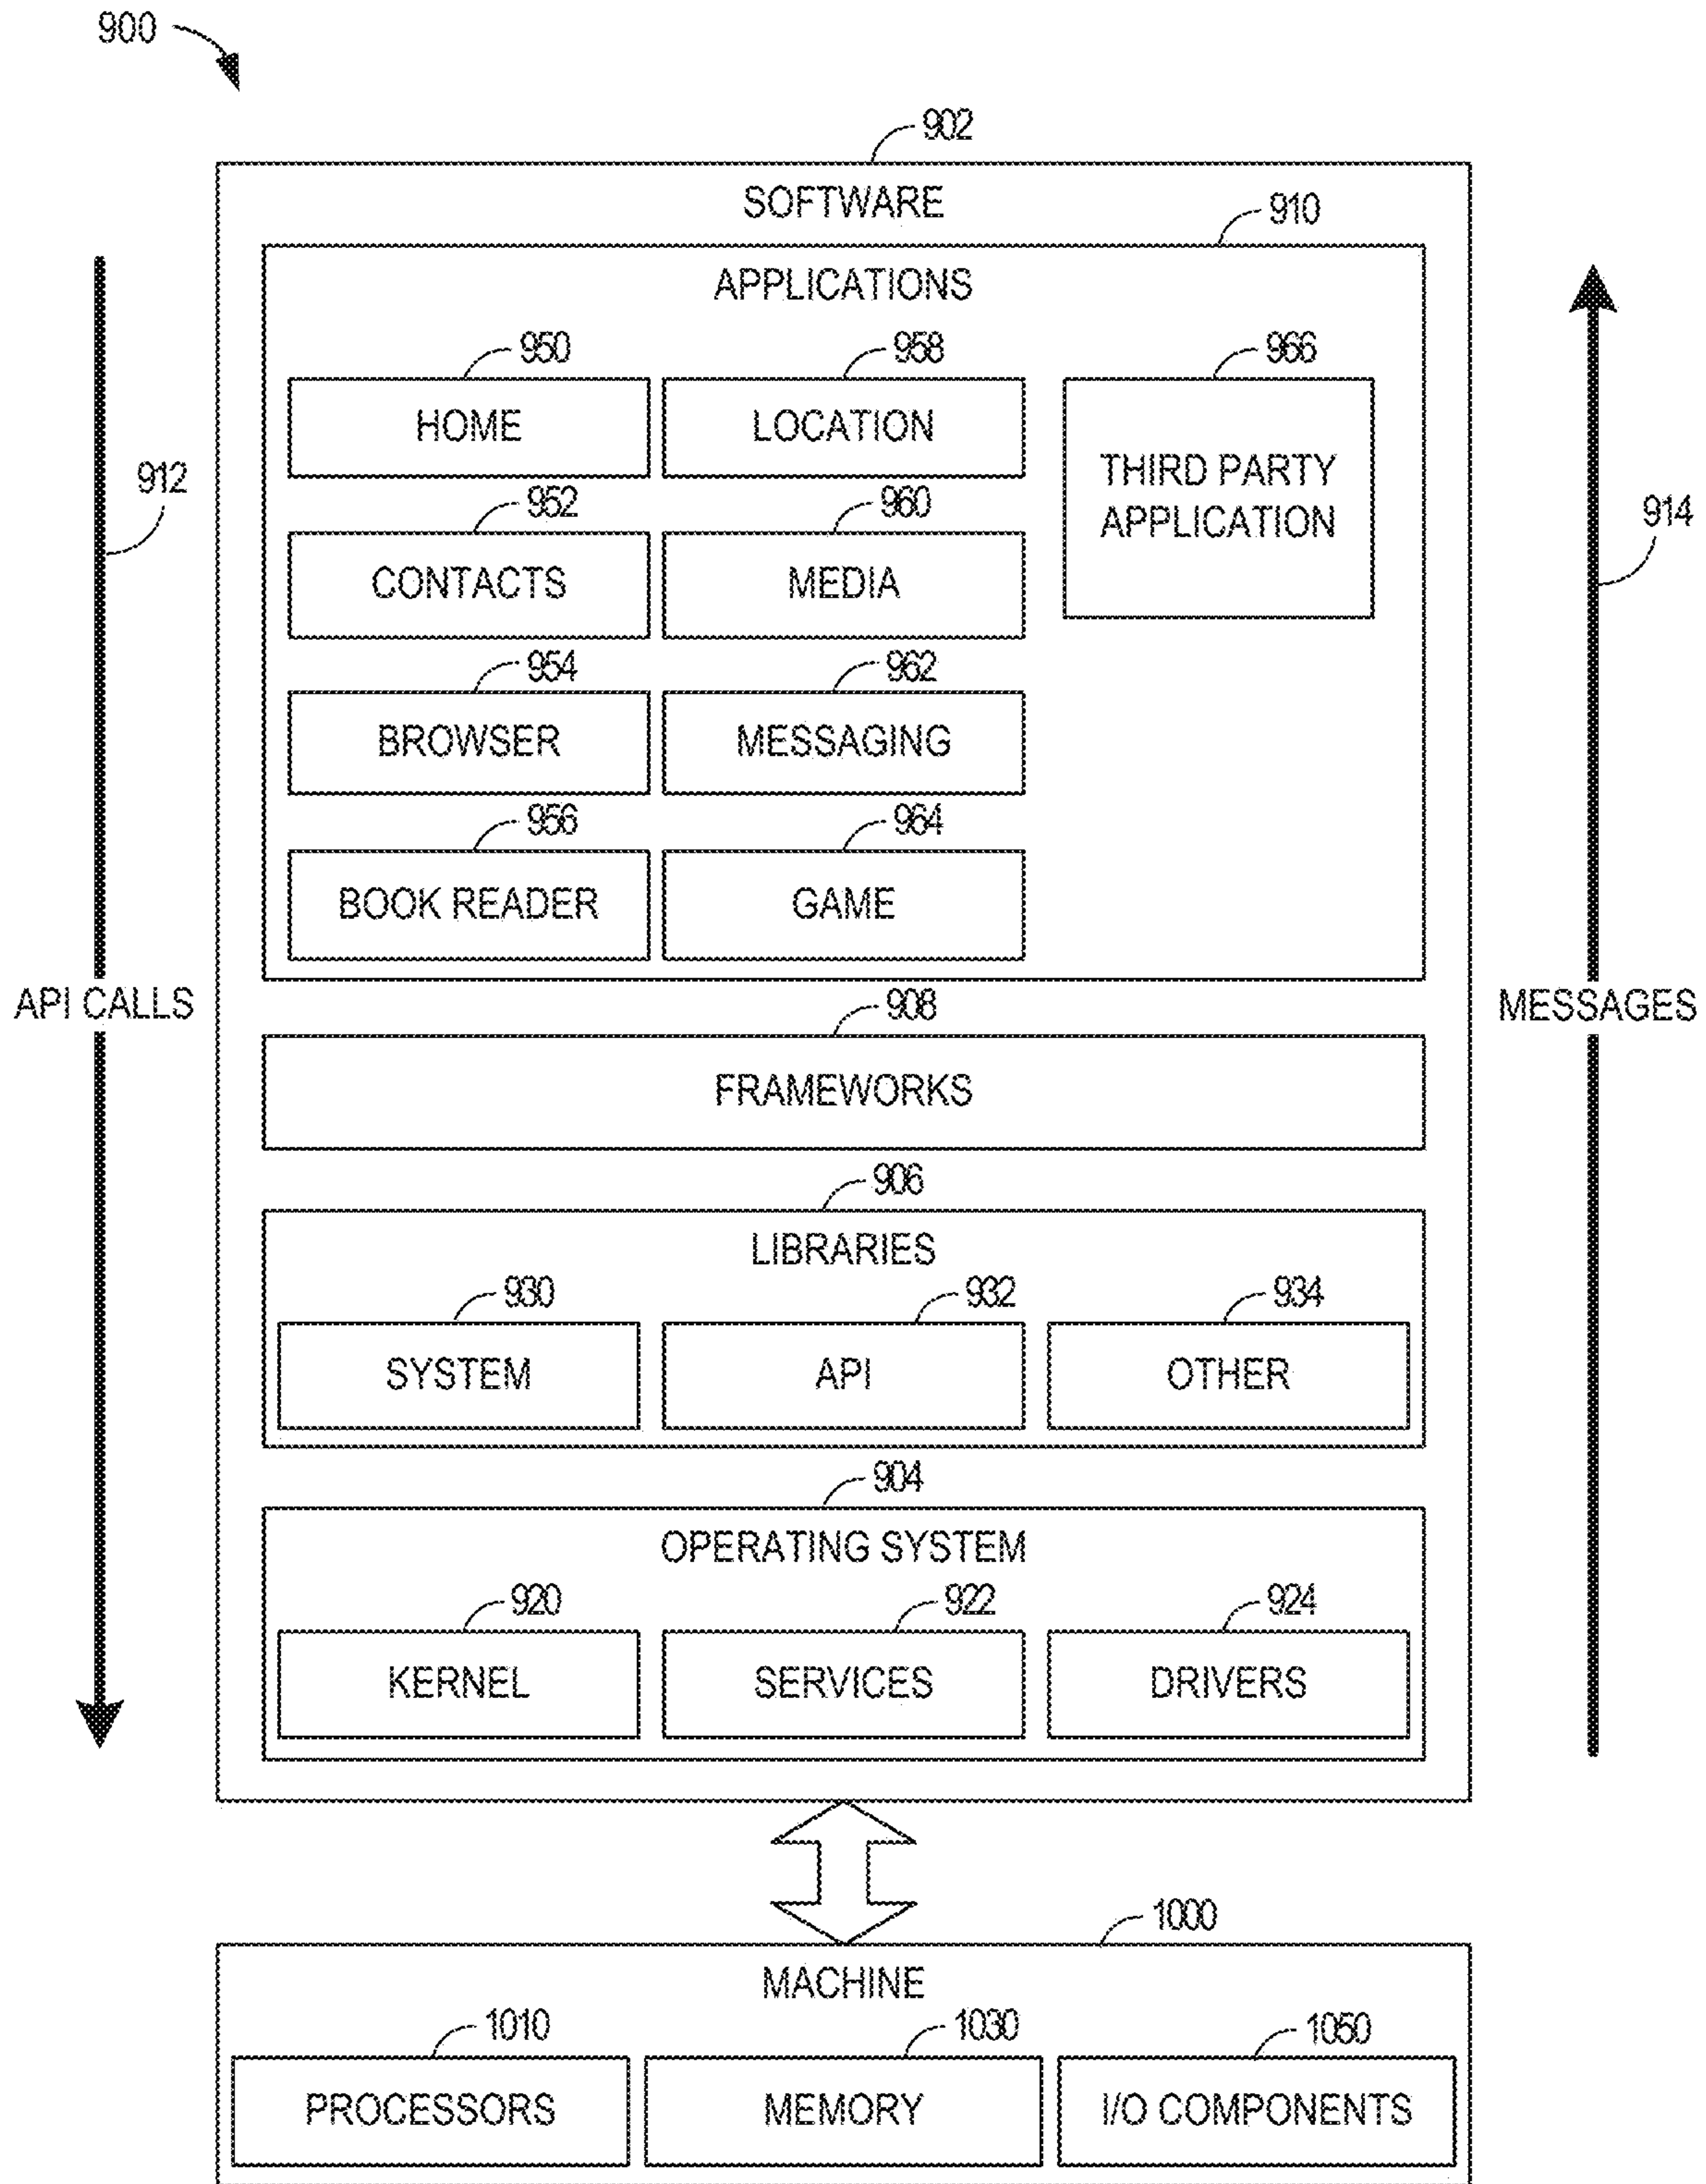 900
902
SOFTWARE
910
APPLICATIONS
950
958
966
HOME
LOCATION
THIRD PARTY
APPLICATION
912
952
960
914
CONTACTS
MEDIA
954
962
BROWSER
MESSAGING
956
964
BOOK READER
GAME
API CALLS
908
MESSAGES
FRAMEWORKS
906
LIBRARIES
930
932
934
SYSTEM
API
OTHER
904
OPERATING SYSTEM
920
922
924
KERNEL
SERVICES
DRIVERS
1000
MACHINE
1010
1030
1050
PROCESSORS
MEMORY
I/O COMPONENTS